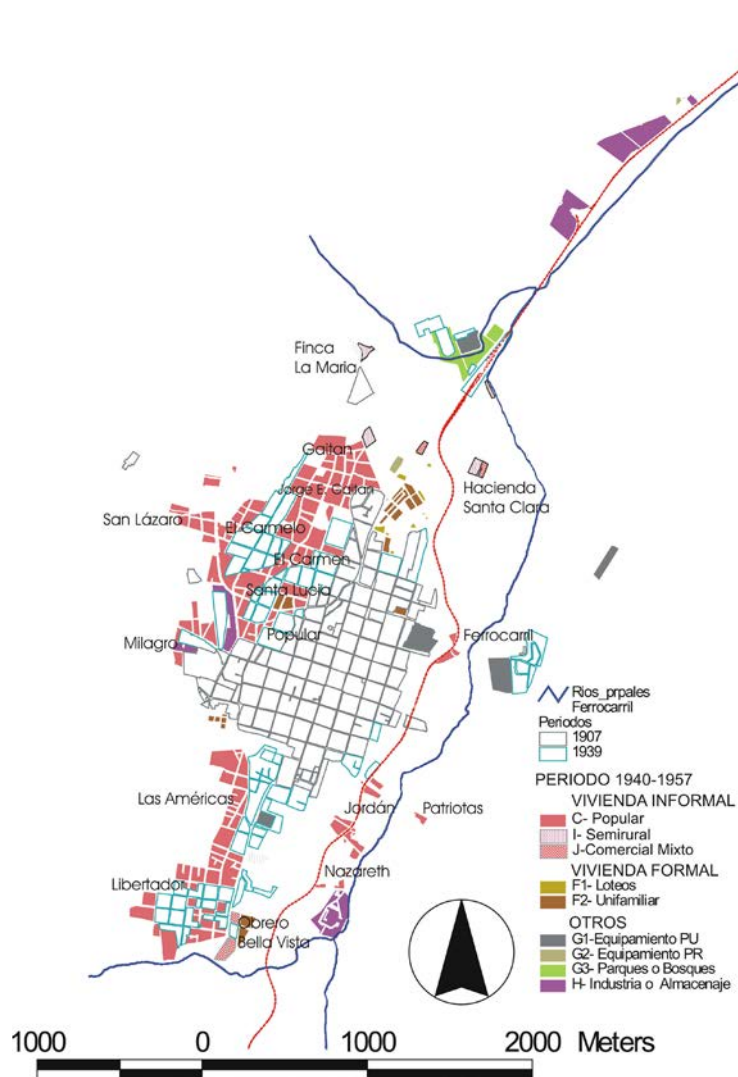 Finca
La Maria
Gaitan
Jorge E. Gaitan
Hacienda
Santa Clara
San Lázaro
El Carmelo
El Carmen
Santa Lucia
Popular
Milagro
Ferrocarril
Las Américas
Jordán
Patriotas
Nazareth
Libertador
Obrero
Bella Vista
Rios_prpales
Ferrocarril
Periodos
1907
1939
PERIODO 1940-1957
VIVIENDA INFORMAL
C- Popular
I- Semirural
J-Comercial Mixto
VIVIENDA FORMAL
F1- Loteos
F2- Unifamiliar
OTROS
G1-Equipamiento PU
G2- Equipamiento PR
G3- Parques o Bosques
H- Industria o Almacenaje
1000 0 1000 2000 Meters